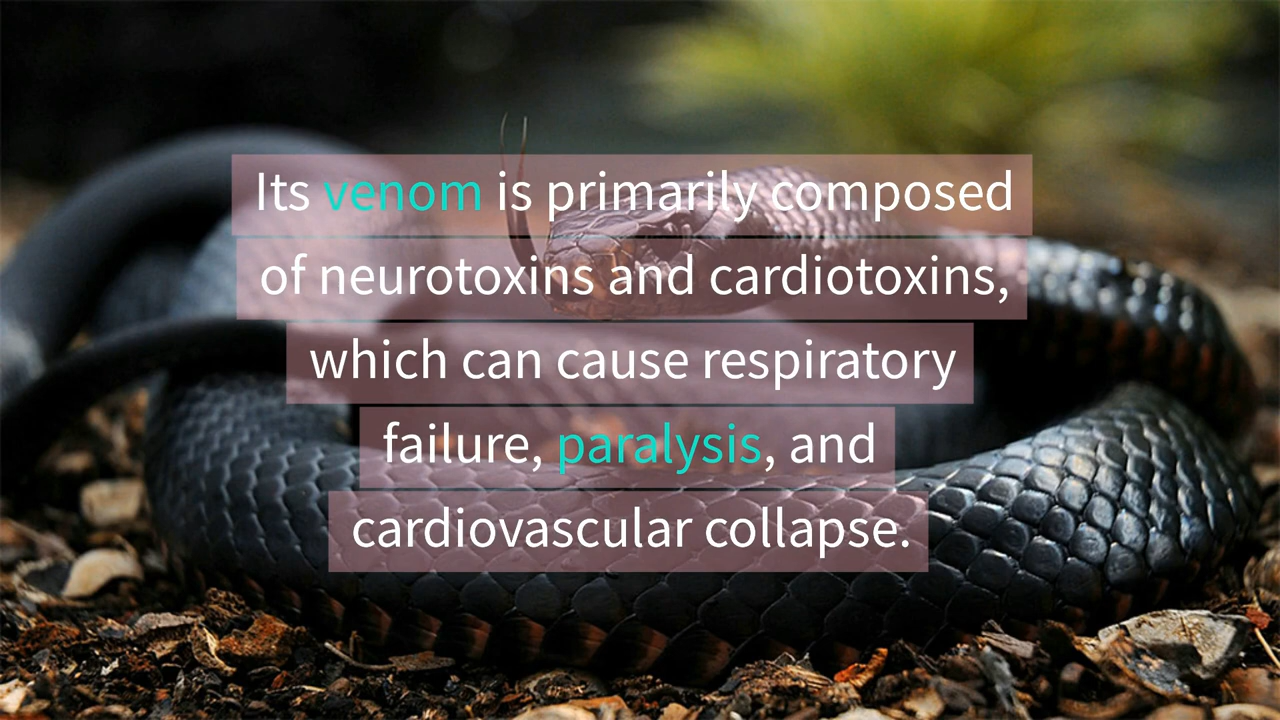 Its venom is primarily composed
of neurotoxins and cardiotoxins,
which can cause respiratory
failure, paralysis, and
cardiovascular collapse.